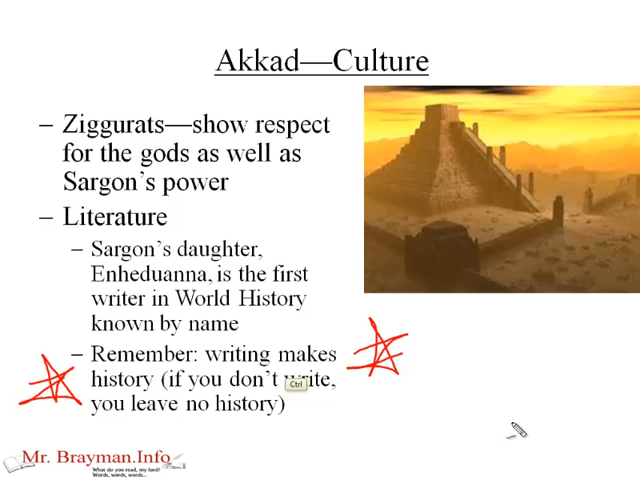 Akkad—Culture
– Ziggurats—show respect
for the gods as well as
Sargon's power
– Literature
– Sargon's daughter,
Enheduanna, is the first
writer in World History
known by name
– Remember: writing makes
history (if you don't write,
you leave no history)
Ctrl
Mr. Brayman.Info
What do you read, my lord?
Words, words, words...